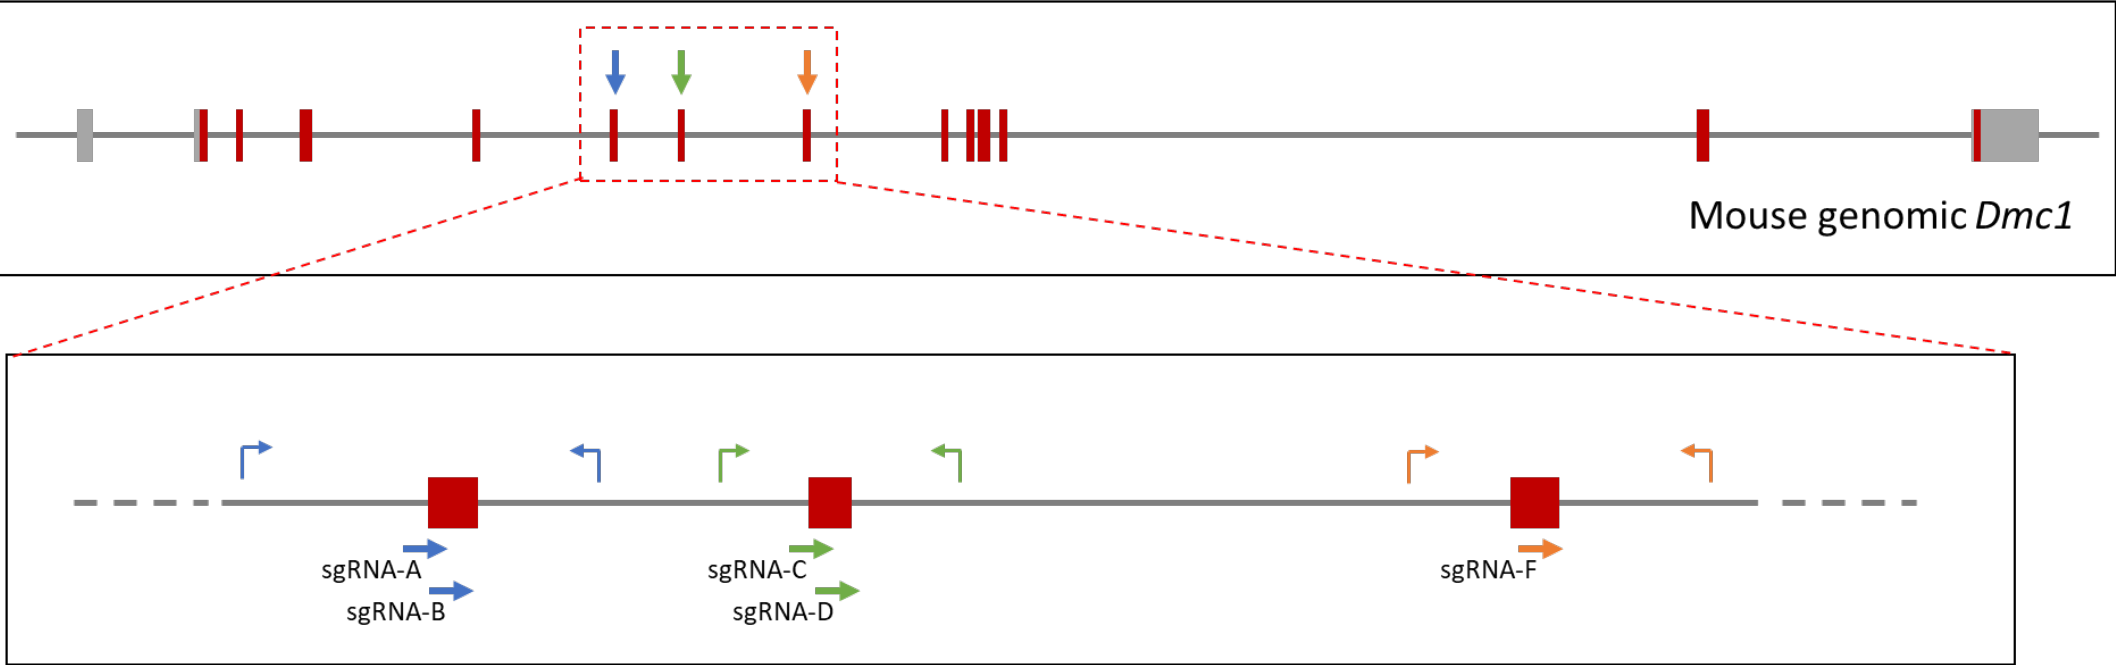 Mouse genomic Dmc1
sgRNA-A
sgRNA-B
sgRNA-C
sgRNA-D
sgRNA-F